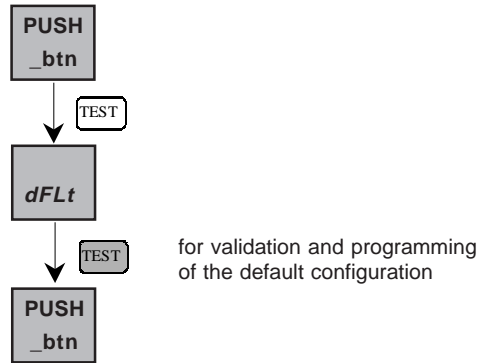 PUSH
_btn
TEST
dFLt
TEST
for validation and programming
of the default configuration
PUSH
_btn